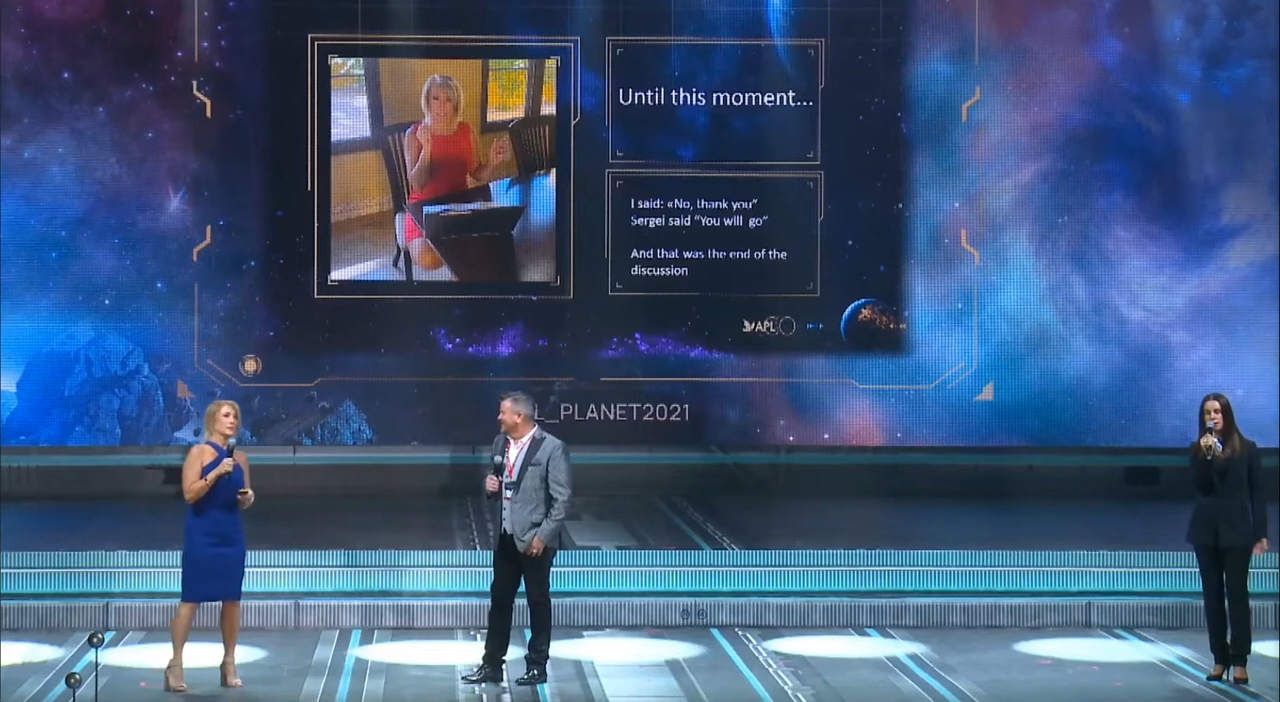 Until this moment...
I said: «No, thank you”
Sergei said “You will go”
And that was the end of the
discussion
APL
L_PLANET2021